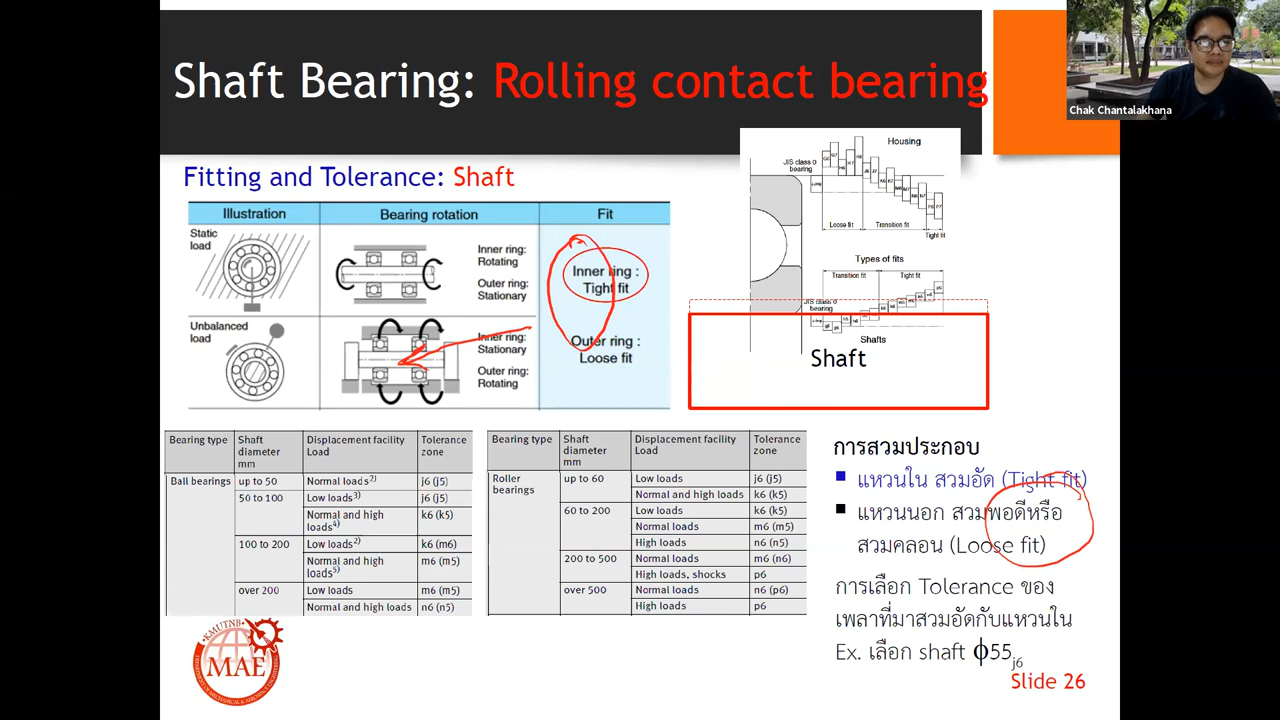 Shaft Bearing: Rolling contact bearing
Chak Chantalakhana
Fitting and Tolerance: Shaft
Illustration Bearing rotation Fit
Static
load
Inner ring:
Rotating
Outer ring:
Stationary
Inner ring :
Tight fit
Unbalanced
load
Inner ring:
Stationary
Outer ring:
Rotating
Outer ring :
Loose fit
Housing
JIS class 0
bearing
Loose fit Transition fit
Tight fit
Types of fits
Transition fit Tight fit
JIS class 0
bearing
Shafts
Shaft
Bearing type Shaft diameter mm Displacement facility Load Tolerance zone
Ball bearings up to 50 Normal loads2) j6 (j5)
50 to 100 Low loads3) j6 (j5)
Normal and high loads4) k6 (k5)
100 to 200 Low loads2) k6 (m6)
Normal and high loads5) m6 (m5)
over 200 Low loads m6 (m5)
Normal and high loads n6 (n5)
Bearing type Shaft diameter mm Displacement facility Load Tolerance zone
Roller bearings up to 60 Low loads j6 (j5)
Normal and high loads k6 (k5)
60 to 200 Low loads k6 (k5)
Normal loads m6 (m5)
High loads n6 (n5)
200 to 500 Normal loads m6 (n6)
High loads, shocks p6
over 500 Normal loads n6 (p6)
High loads p6
การสวมประกอบ
แหวนใน สวมอัด (Tight fit)
แหวนนอก สวมพอดีหรือ
สวมคลอน (Loose fit)
การเลือก Tolerance ของ
เพลาที่มาสวมอัดกับแหวนใน
Ex. เลือก shaft ϕ55j6
KMUTNB
MAE
Slide 26